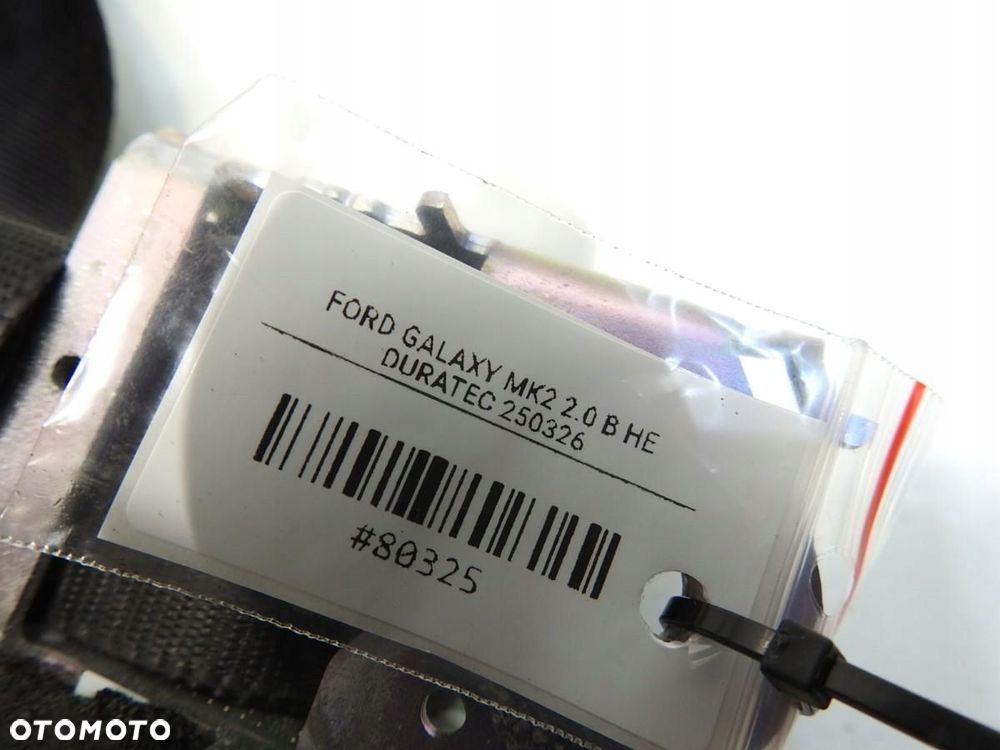 FORD GALAXY MK2 2.0 B HE
DURATEC 250326
#80325
OTOMOTO